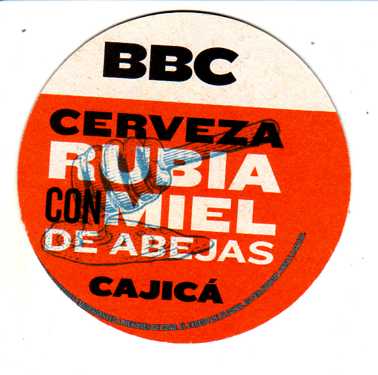 BBC
CERVEZA
RUBIA
CON MIEL
DE ABEJAS
CAJICÁ